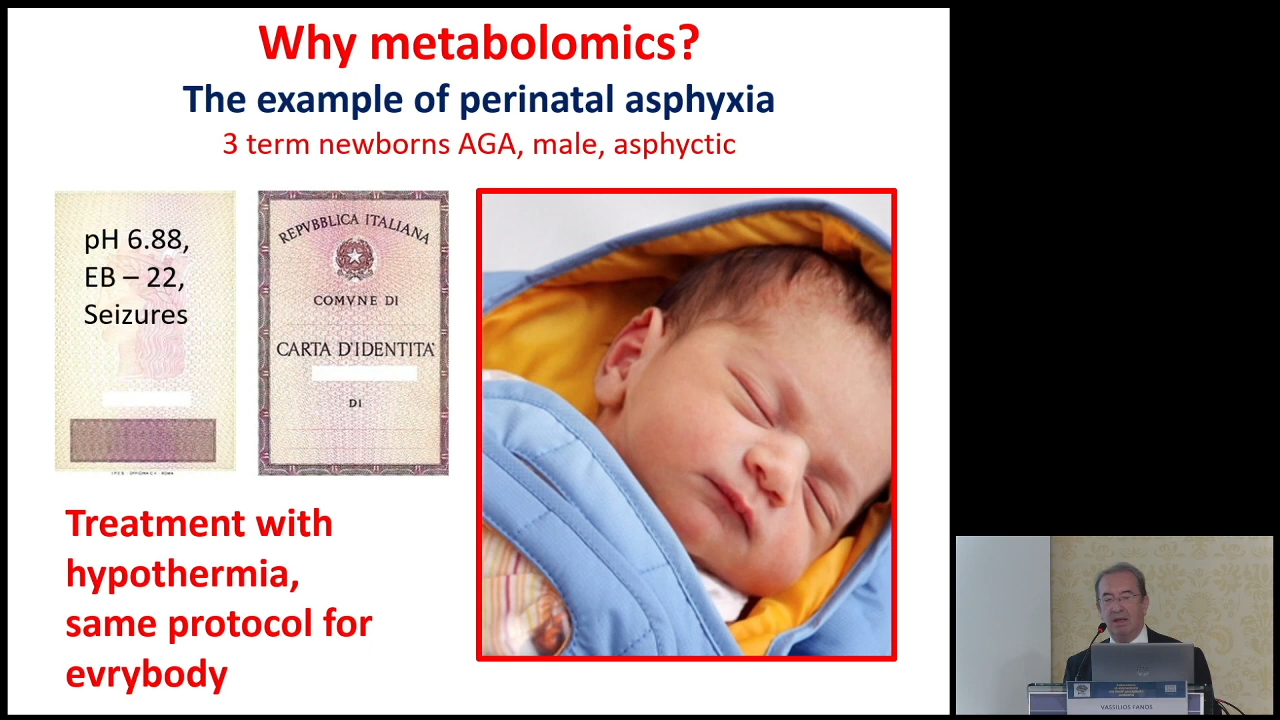 Why metabolomics?
The example of perinatal asphyxia
3 term newborns AGA, male, asphyctic
pH 6.88,
EB – 22,
Seizures
REPVBBLICA ITALIANA
COMVNE DI
CARTA D'IDENTITA'
DI
Treatment with
hypothermia,
same protocol for
evrybody
VASSILIOS FANOS